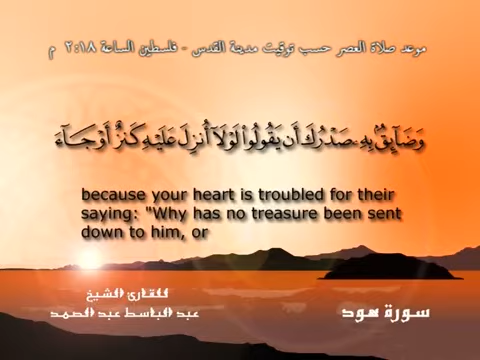 موعد صلاة العصر حسب توقيت مدينة القدس - فلسطين الساعة ٢:١٨ م
وَضَآئِقٌۢ بِهِۦ صَدْرُكَ أَن يَقُولُوا۟ لَوْلَآ أُنزِلَ عَلَيْهِ كَنزٌ أَوْ جَآءَ
because your heart is troubled for their
saying: "Why has no treasure been sent
down to him, or
للقارئ الشيخ
عبد الباسط عبد الصمد
سورة هود